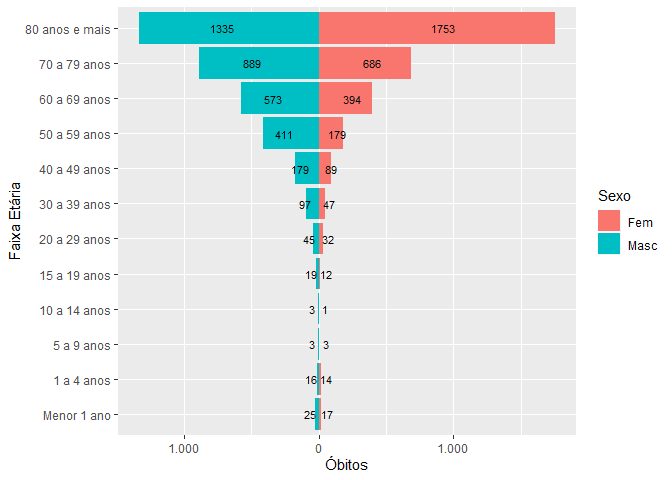 80 anos e mais 1335 1753
70 a 79 anos 889 686
60 a 69 anos 573 394
50 a 59 anos 411 179
40 a 49 anos 179 89
30 a 39 anos 97 47
20 a 29 anos 45 32
15 a 19 anos 19 12
10 a 14 anos 3 1
5 a 9 anos 3 3
1 a 4 anos 16 14
Menor 1 ano 25 17
Faixa Etária
1.000 0 1.000
Óbitos
Sexo
Fem
Masc